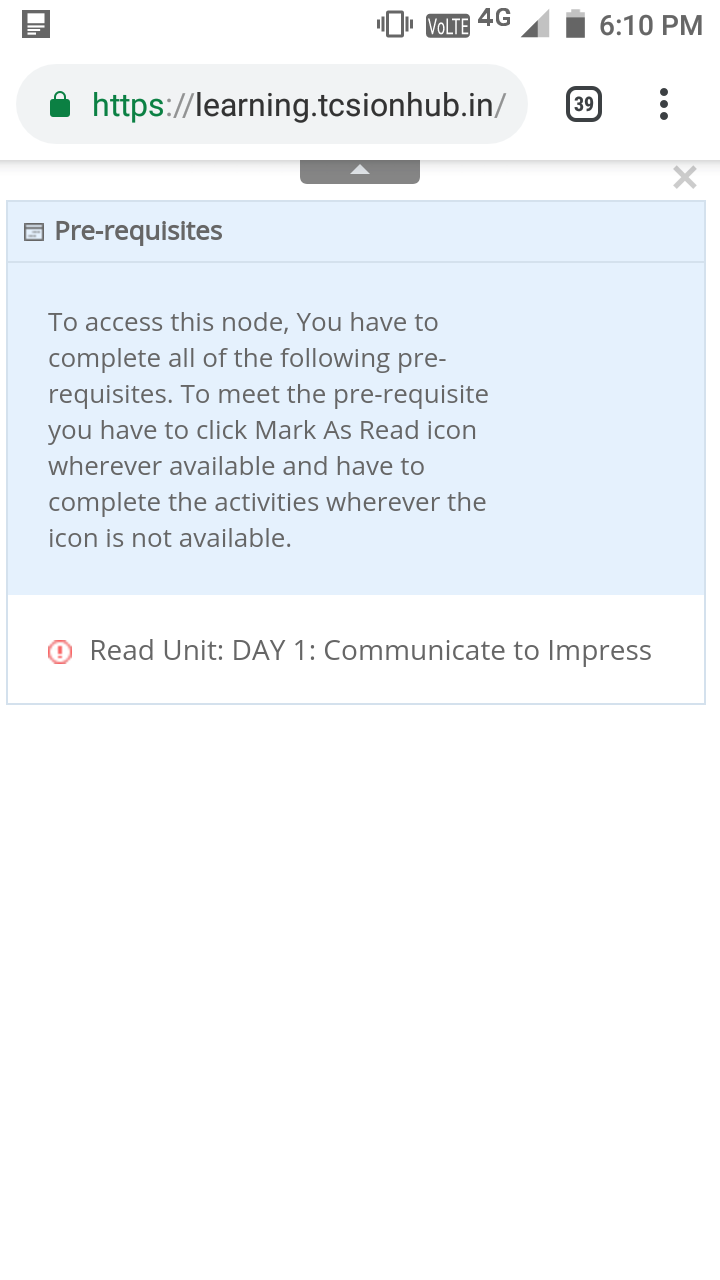 VoLTE 4G 6:10 PM
https://learning.tcsionhub.in/ 39
Pre-requisites
To access this node, You have to
complete all of the following pre-
requisites. To meet the pre-requisite
you have to click Mark As Read icon
wherever available and have to
complete the activities wherever the
icon is not available.
Read Unit: DAY 1: Communicate to Impress